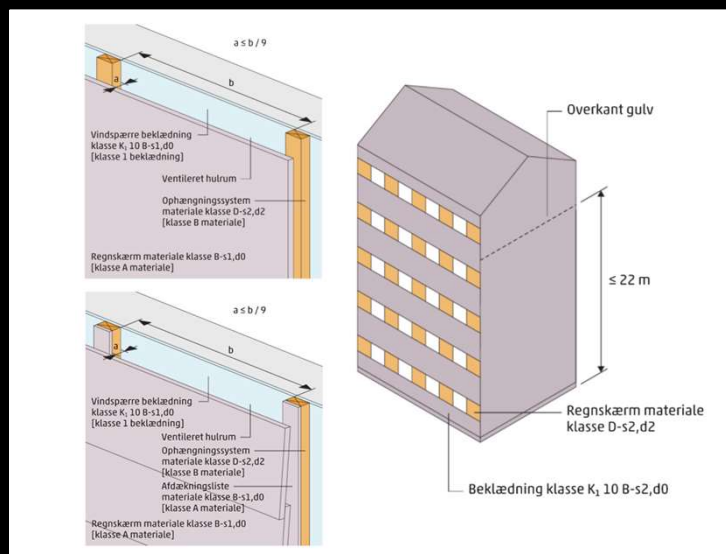 a ≤ b / 9
b
a
Vindspærre beklædning
klasse K₁ 10 B-s1,d0
[klasse 1 beklædning]
Ventileret hulrum
Ophængningssystem
materiale klasse D-s2,d2
[klasse B materiale]
Regnskærm materiale klasse B-s1,d0
[klasse A materiale]
a ≤ b / 9
b
a
Vindspærre beklædning
klasse K₁ 10 B-s1,d0
[klasse 1 beklædning]
Ventileret hulrum
Ophængningssystem
materiale klasse D-s2,d2
[klasse B materiale]
Afdækningsliste
materiale klasse B-s1,d0
[klasse A materiale]
Regnskærm materiale klasse B-s1,d0
[klasse A materiale]
Overkant gulv
≤ 22 m
Regnskærm materiale
klasse D-s2,d2
Beklædning klasse K₁ 10 B-s2,d0